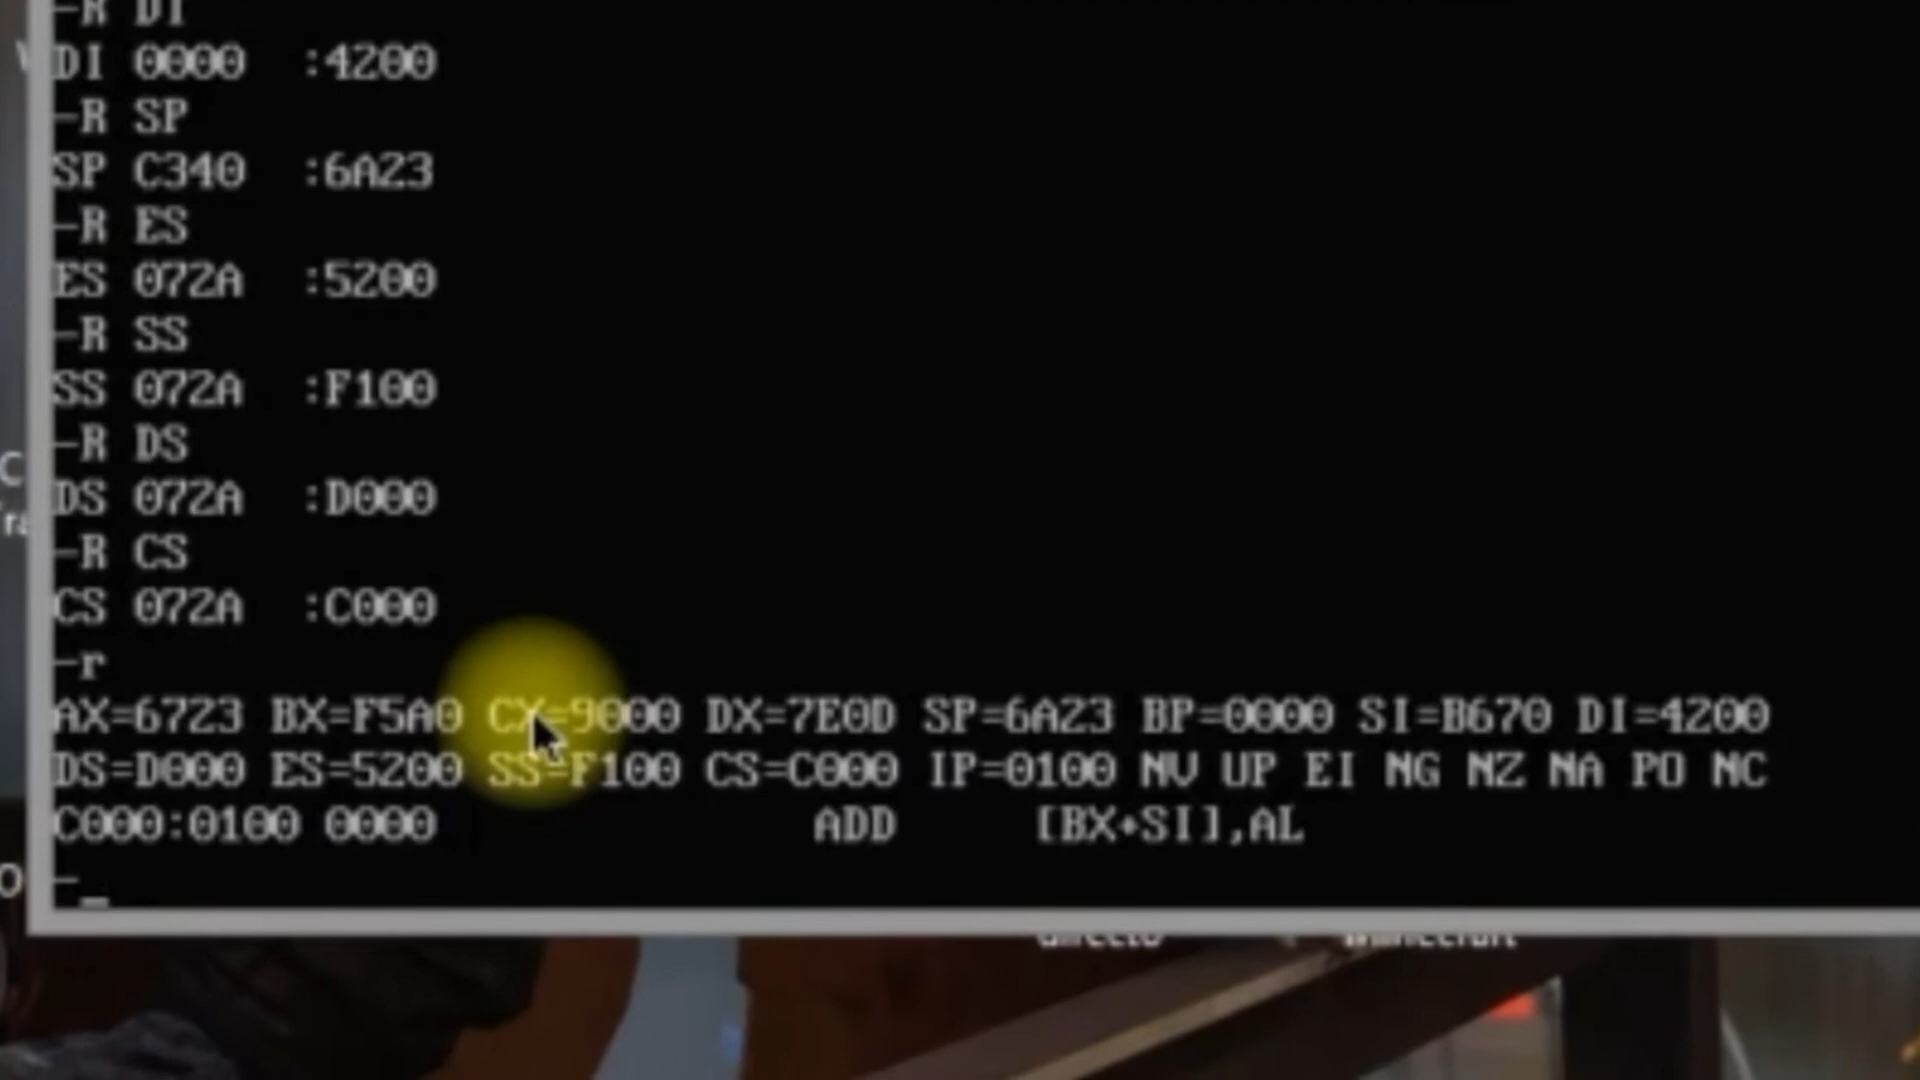 -R DI
DI 0000  :4200
-R SP
SP C340  :6A23
-R ES
ES 072A  :5200
-R SS
SS 072A  :F100
-R DS
DS 072A  :D000
-R CS
CS 072A  :C000
-r
AX=6723 BX=F5A0 CX=9000 DX=7E0D SP=6A23 BP=0000 SI=B670 DI=4200
DS=D000 ES=5200 SS=F100 CS=C000 IP=0100 NV UP EI NG NZ NA PO NC
C000:0100 0000          ADD     [BX+SI],AL
-_
directo
Minecraft